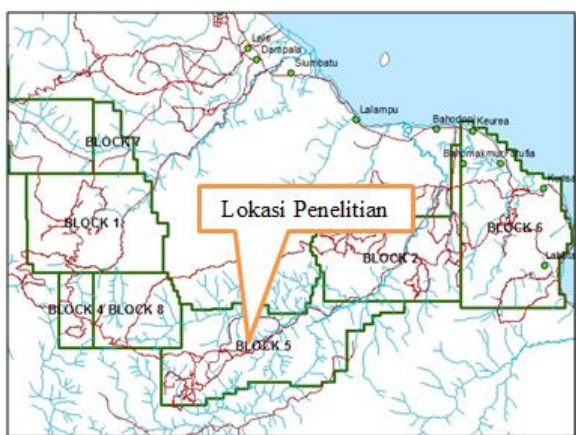 Lele
Dampala
Siumbatu
Lalampu
Bahodopi
Keurea
BLOCK 7
Bahomakmur
Fatufia
Lokasi Penelitian
BLOCK 1
BLOCK 6
BLOCK 2
BLOCK 4
BLOCK 8
BLOCK 5